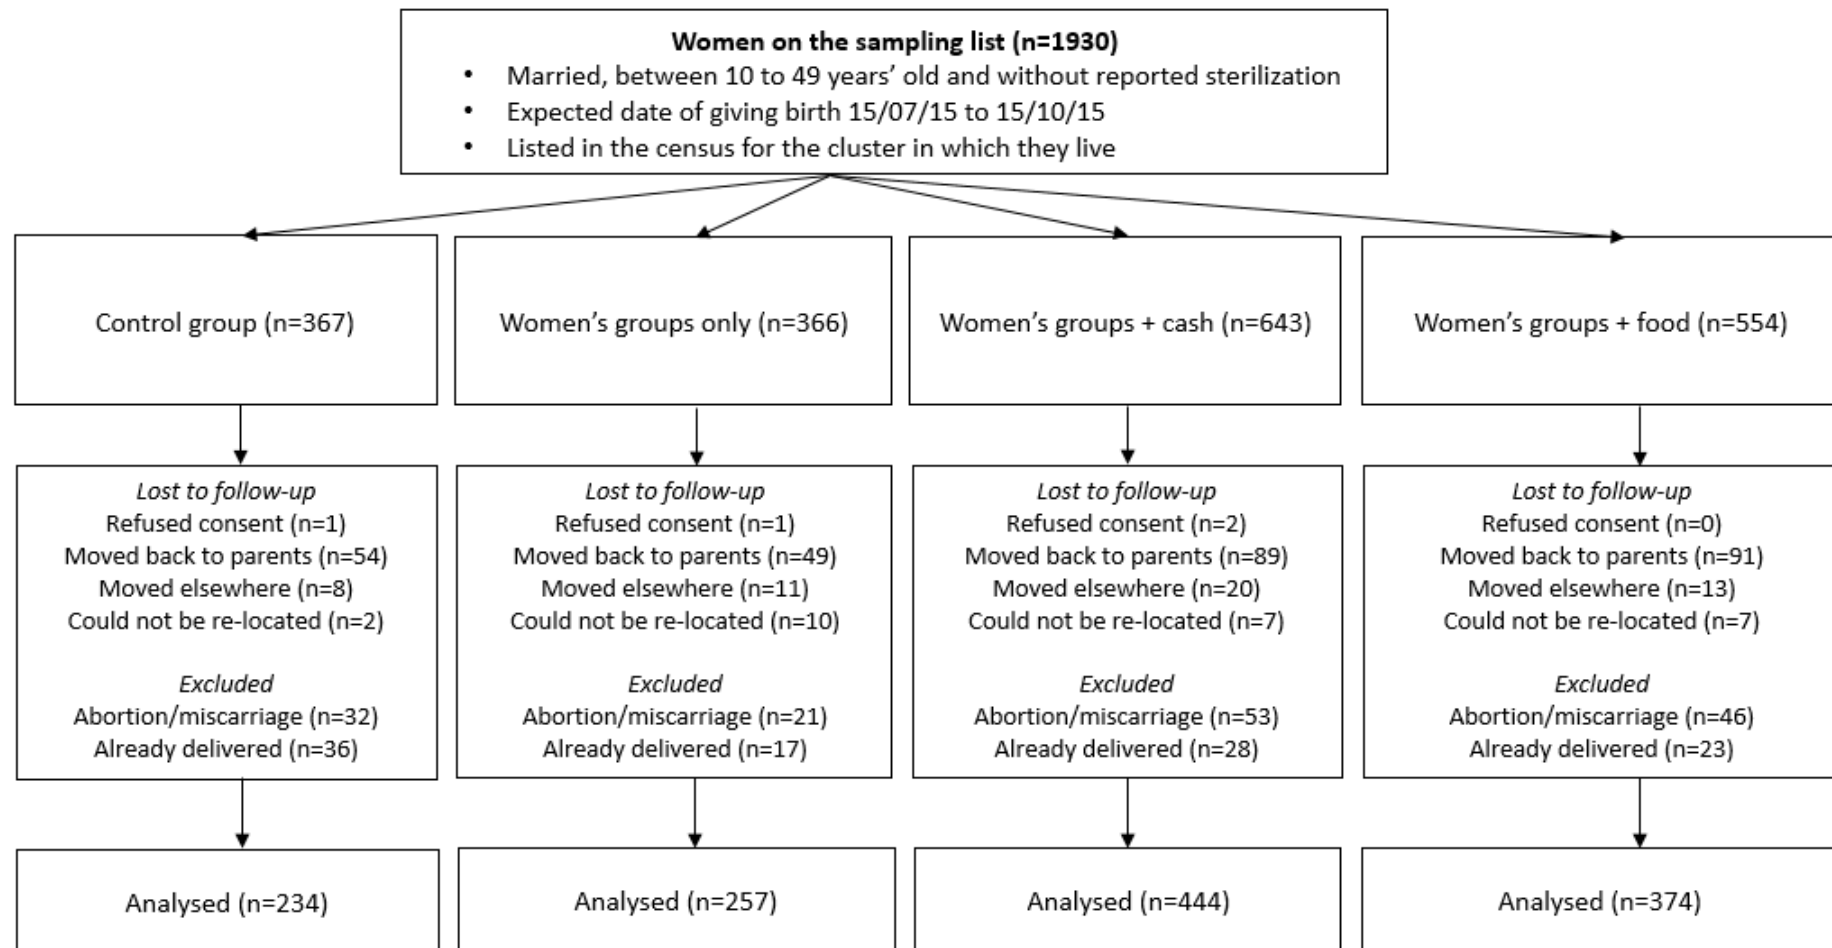 Women on the sampling list (n=1930)
• Married, between 10 to 49 years’ old and without reported sterilization
• Expected date of giving birth 15/07/15 to 15/10/15
• Listed in the census for the cluster in which they live
Control group (n=367)
Women’s groups only (n=366)
Women’s groups + cash (n=643)
Women’s groups + food (n=554)
Lost to follow-up
Refused consent (n=1)
Moved back to parents (n=54)
Moved elsewhere (n=8)
Could not be re-located (n=2)
Excluded
Abortion/miscarriage (n=32)
Already delivered (n=36)
Lost to follow-up
Refused consent (n=1)
Moved back to parents (n=49)
Moved elsewhere (n=11)
Could not be re-located (n=10)
Excluded
Abortion/miscarriage (n=21)
Already delivered (n=17)
Lost to follow-up
Refused consent (n=2)
Moved back to parents (n=89)
Moved elsewhere (n=20)
Could not be re-located (n=7)
Excluded
Abortion/miscarriage (n=53)
Already delivered (n=28)
Lost to follow-up
Refused consent (n=0)
Moved back to parents (n=91)
Moved elsewhere (n=13)
Could not be re-located (n=7)
Excluded
Abortion/miscarriage (n=46)
Already delivered (n=23)
Analysed (n=234)
Analysed (n=257)
Analysed (n=444)
Analysed (n=374)